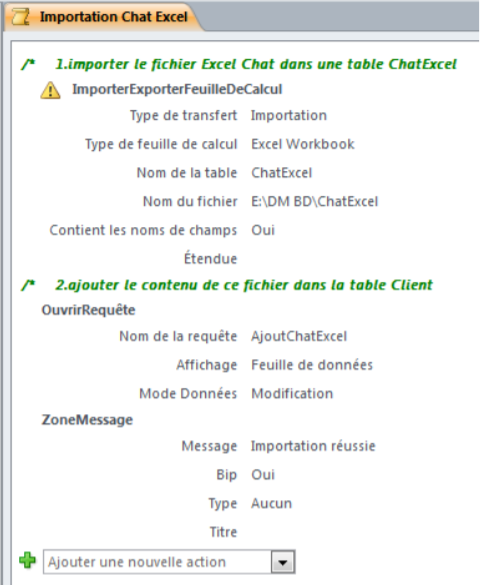 Importation Chat Excel
/* 1.importer le fichier Excel Chat dans une table ChatExcel
ImporterExporterFeuilleDeCalcul
Type de transfert Importation
Type de feuille de calcul Excel Workbook
Nom de la table ChatExcel
Nom du fichier E:\DM BD\ChatExcel
Contient les noms de champs Oui
Étendue
/* 2.ajouter le contenu de ce fichier dans la table Client
OuvrirRequête
Nom de la requête AjoutChatExcel
Affichage Feuille de données
Mode Données Modification
ZoneMessage
Message Importation réussie
Bip Oui
Type Aucun
Titre
Ajouter une nouvelle action